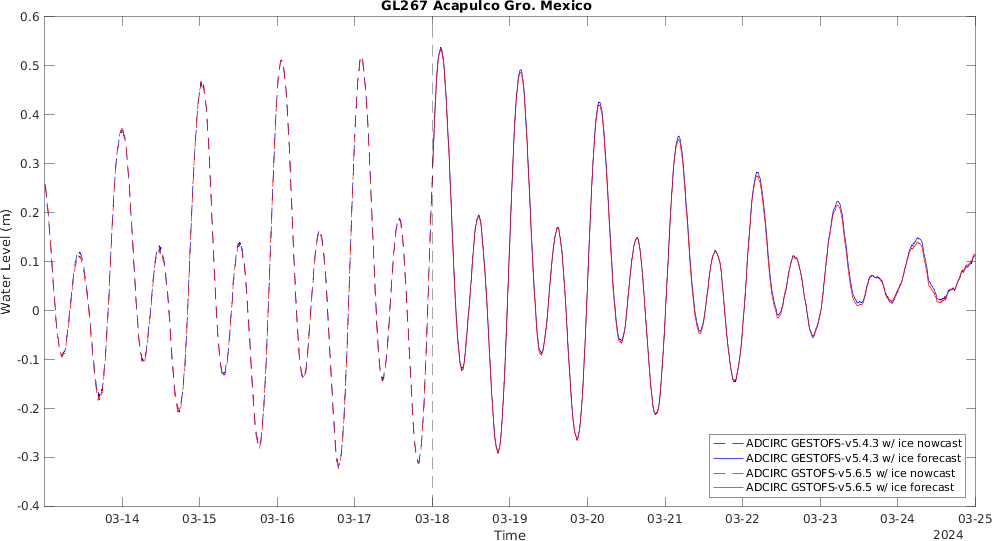 GL267 Acapulco Gro. Mexico
0.6
0.5
0.4
0.3
0.2
0.1
0
-0.1
-0.2
-0.3
-0.4
Water Level (m)
ADCIRC GESTOFS-v5.4.3 w/ ice nowcast
ADCIRC GESTOFS-v5.4.3 w/ ice forecast
ADCIRC GSTOFS-v5.6.5 w/ ice nowcast
ADCIRC GSTOFS-v5.6.5 w/ ice forecast
03-14 03-15 03-16 03-17 03-18 03-19 03-20 03-21 03-22 03-23 03-24 03-25
Time
2024